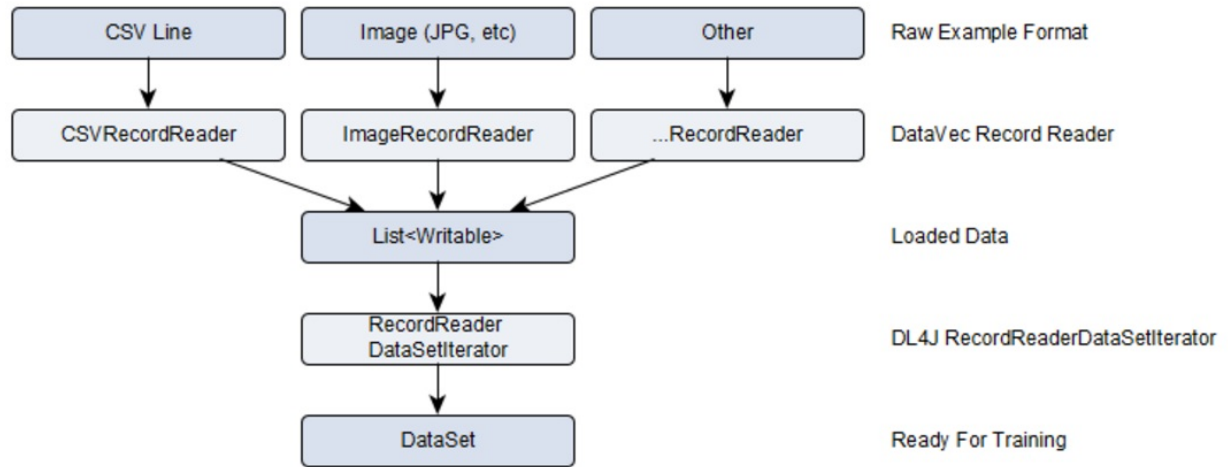 CSV Line
Image (JPG, etc)
Other
Raw Example Format
CSVRecordReader
ImageRecordReader
...RecordReader
DataVec Record Reader
List<Writable>
Loaded Data
RecordReader
DataSetIterator
DL4J RecordReaderDataSetIterator
DataSet
Ready For Training